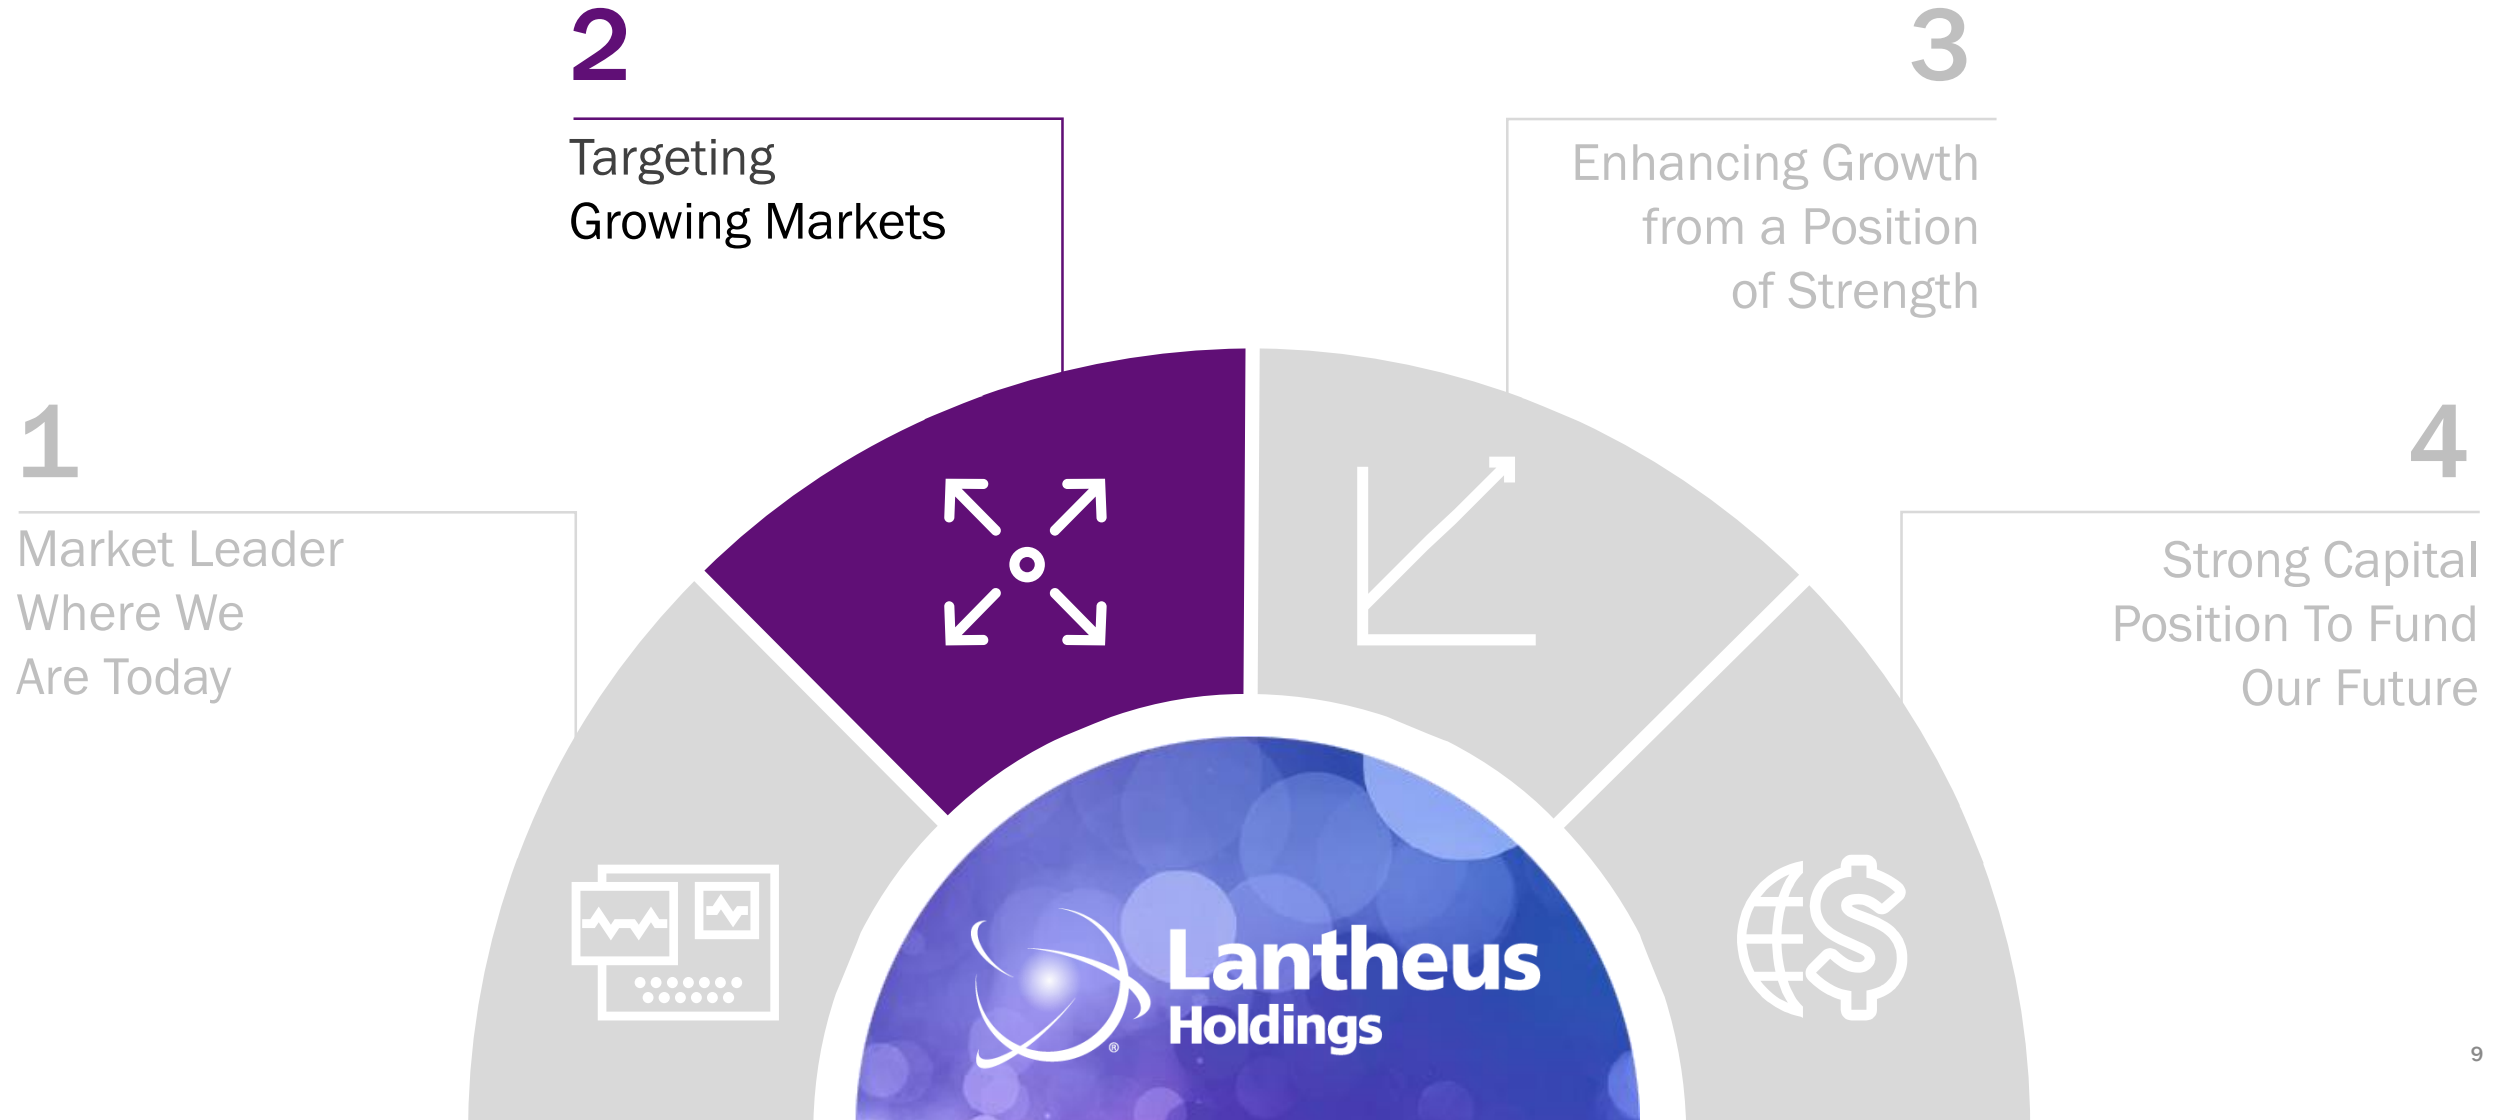 1
Market Leader
Where We
Are Today
2
Targeting
Growing Markets
3
Enhancing Growth
from a Position
of Strength
4
Strong Capital
Position To Fund
Our Future
Lantheus
Holdings
®
9